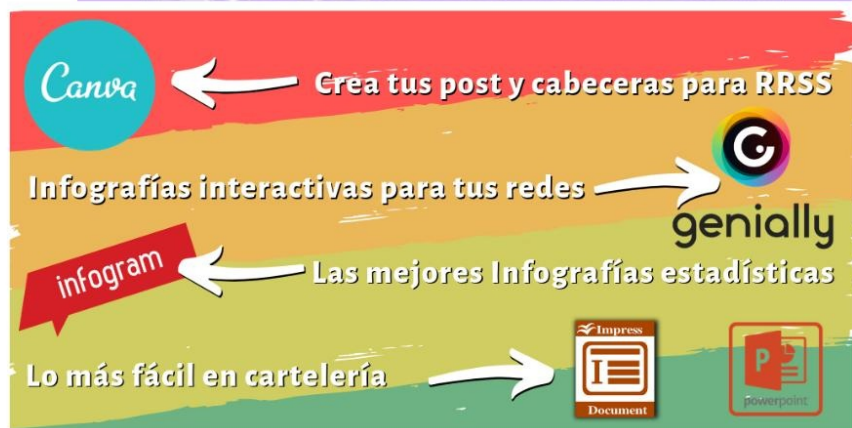 Canva
Crea tus post y cabeceras para RRSS
Infografías interactivas para tus redes
genially
infogram
Las mejores Infografías estadísticas
Lo más fácil en cartelería
Impress
Document
P
powerpoint